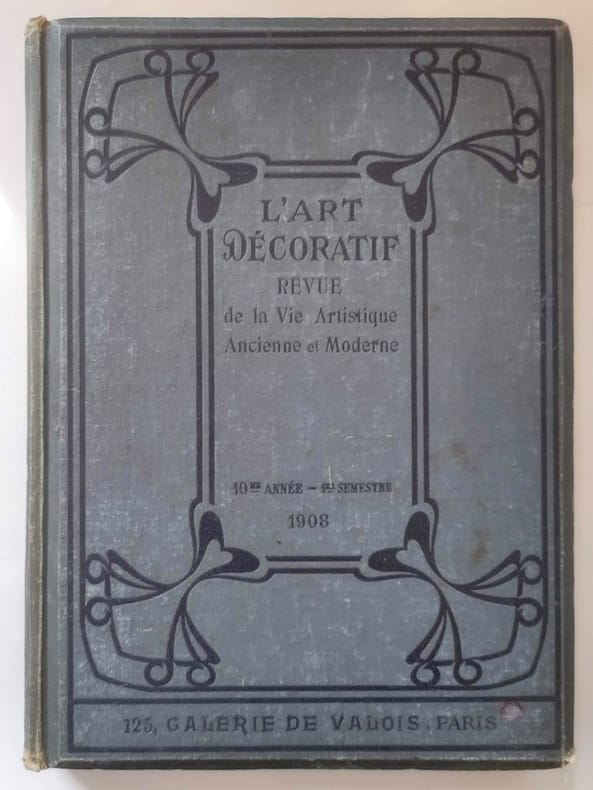 L'ART
DÉCORATIF
REVUE
de la Vie Artistique
Ancienne et Moderne
10ME ANNÉE – 1ER SEMESTRE
1908
125, GALERIE DE VALOIS. PARIS